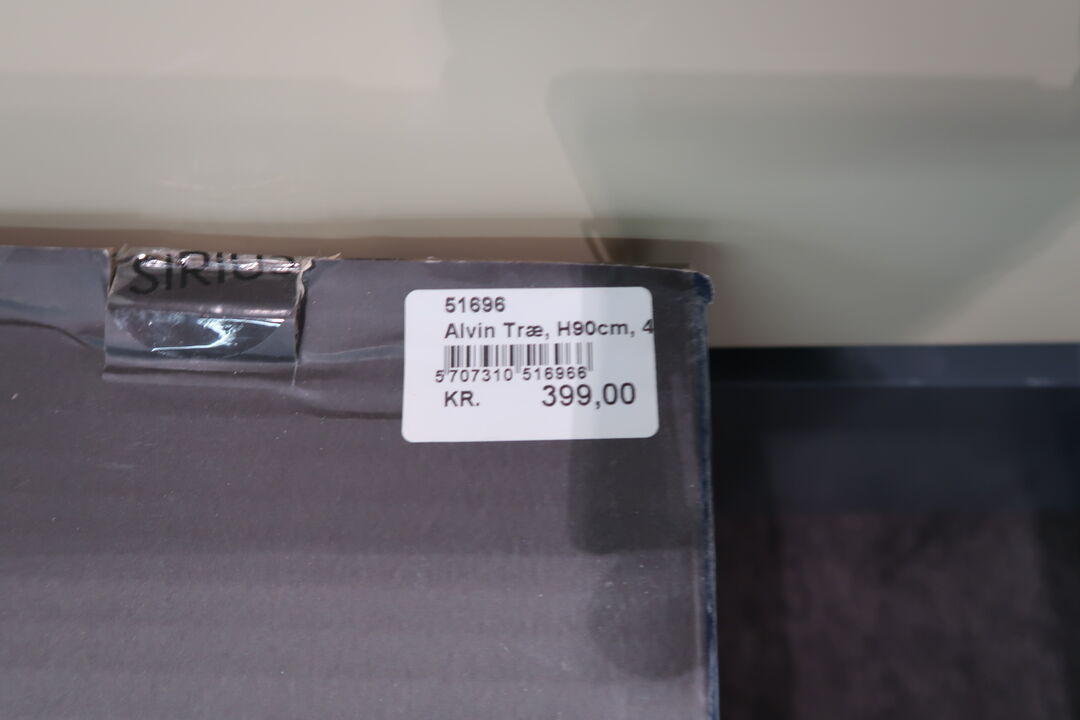 SIRIUS
51696
Alvin Træ, H90cm, 4
5 707310 516966
KR. 399,00